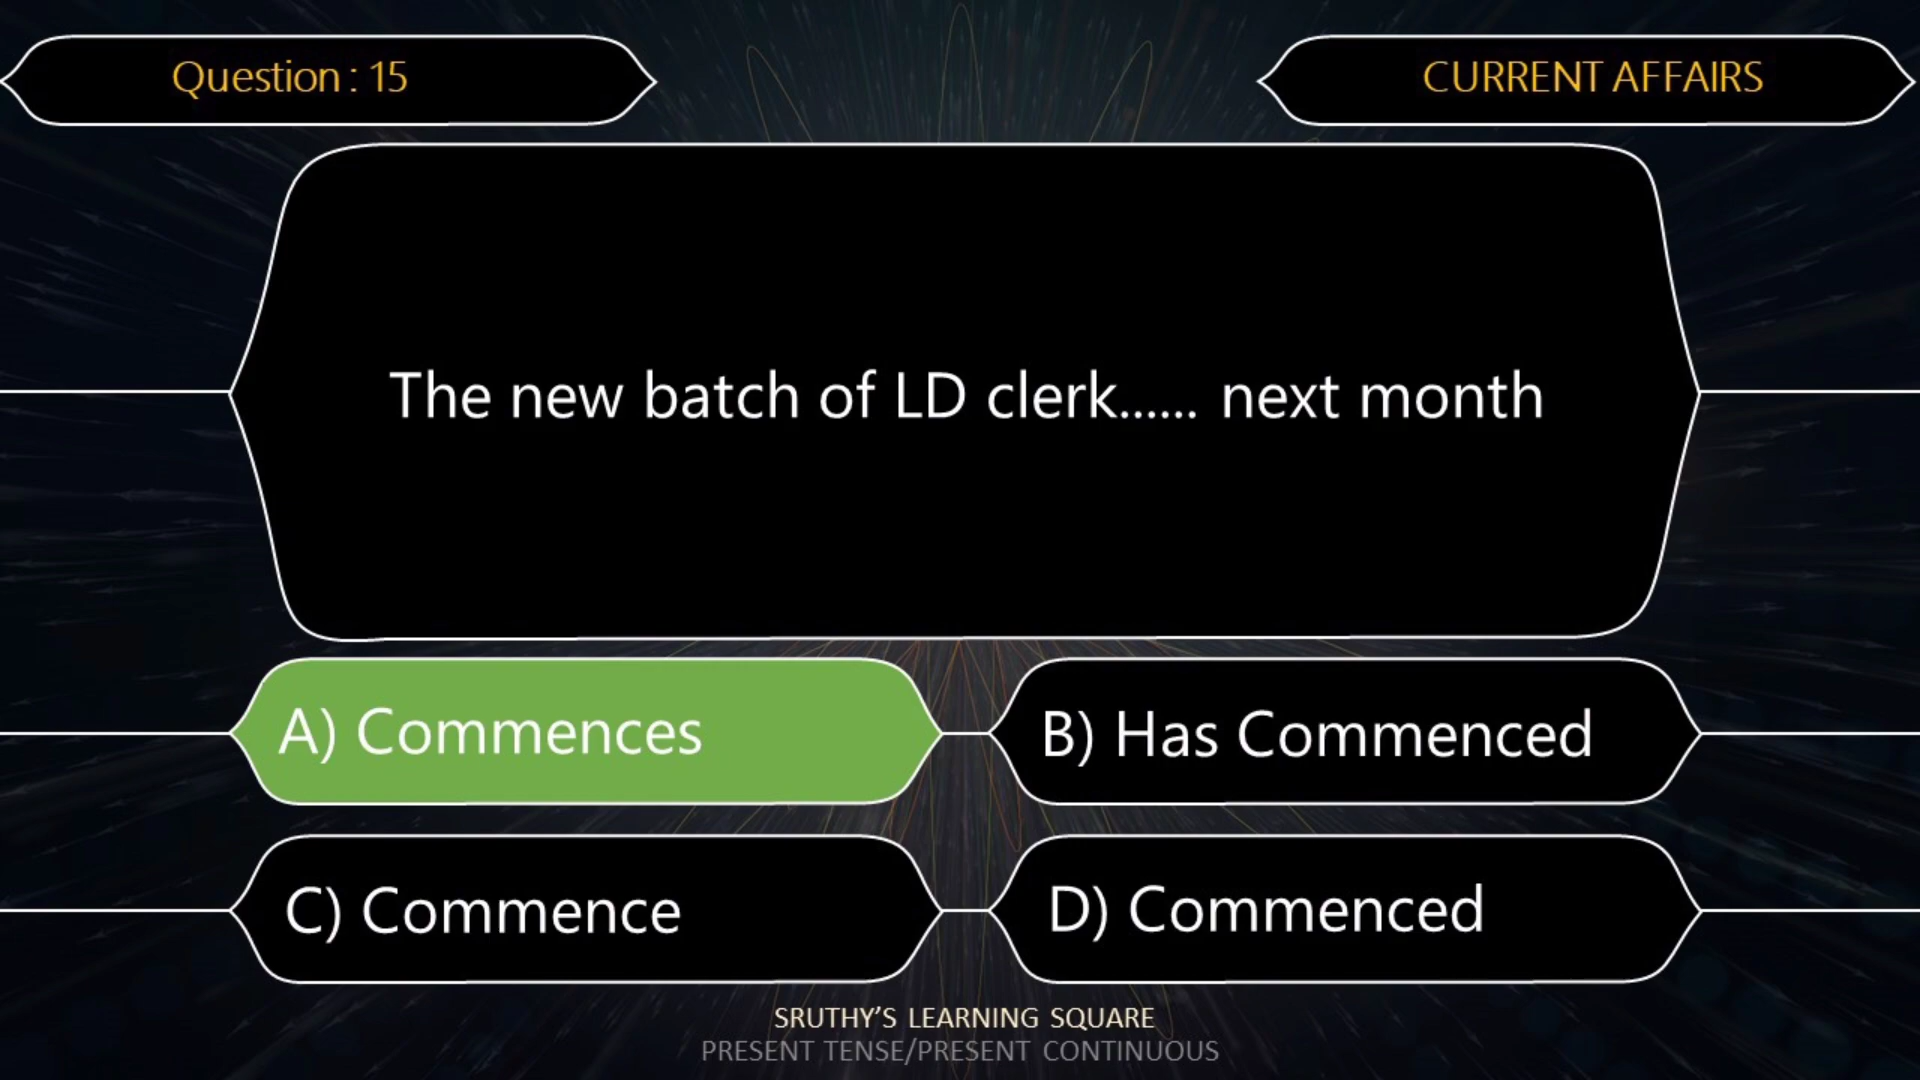 Question : 15
CURRENT AFFAIRS
The new batch of LD clerk...... next month
A) Commences
B) Has Commenced
C) Commence
D) Commenced
SRUTHY'S LEARNING SQUARE
PRESENT TENSE/PRESENT CONTINUOUS